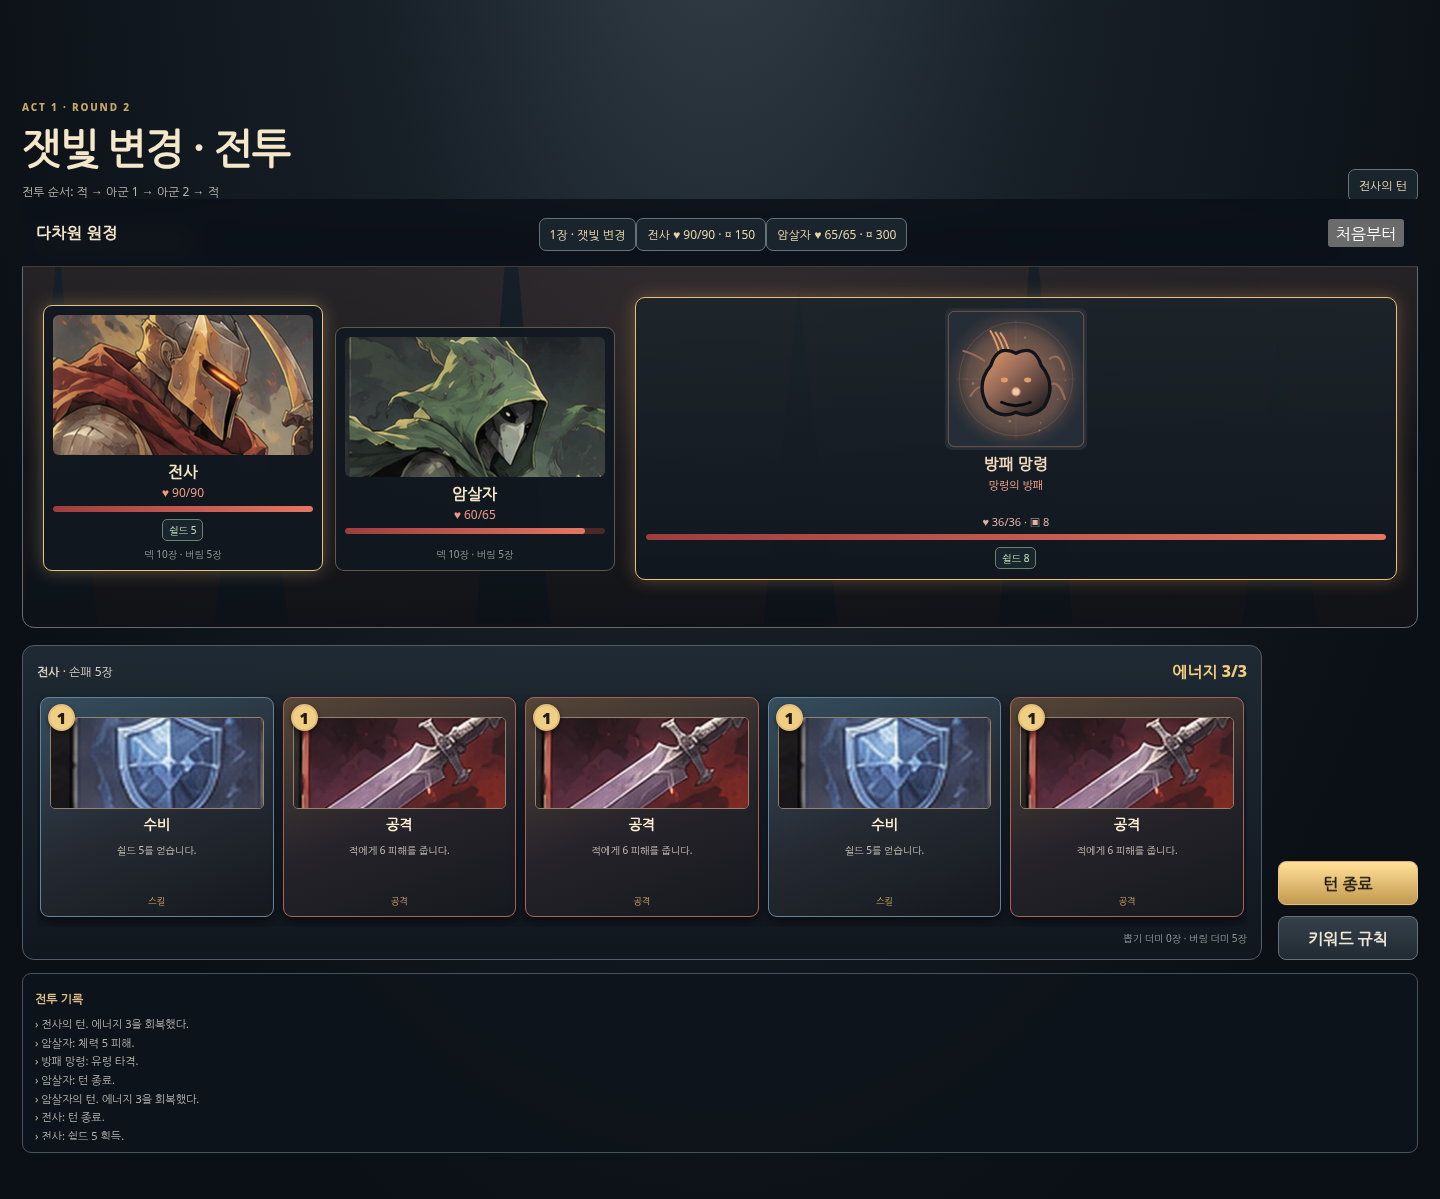 ACT 1 · ROUND 2
잿빛 변경 · 전투
전투 순서: 적 → 아군 1 → 아군 2 → 적
전사의 턴
다차원 원정
1장 · 잿빛 변경
전사 ♥ 90/90 · ¤ 150
암살자 ♥ 65/65 · ¤ 300
처음부터
전사
♥ 90/90
쉴드 5
덱 10장 · 버림 5장
암살자
♥ 60/65
덱 10장 · 버림 5장
방패 망령
망령의 방패
♥ 36/36 · ▣ 8
쉴드 8
전사 · 손패 5장
에너지 3/3
1
수비
쉴드 5를 얻습니다.
스킬
1
공격
적에게 6 피해를 줍니다.
공격
1
공격
적에게 6 피해를 줍니다.
공격
1
수비
쉴드 5를 얻습니다.
스킬
1
공격
적에게 6 피해를 줍니다.
공격
뽑기 더미 0장 · 버림 더미 5장
턴 종료
키워드 규칙
전투 기록
› 전사의 턴. 에너지 3을 회복했다.
› 암살자: 체력 5 피해.
› 방패 망령: 유령 타격.
› 암살자: 턴 종료.
› 암살자의 턴. 에너지 3을 회복했다.
› 전사: 턴 종료.
› 전사: 쉴드 5 획득.